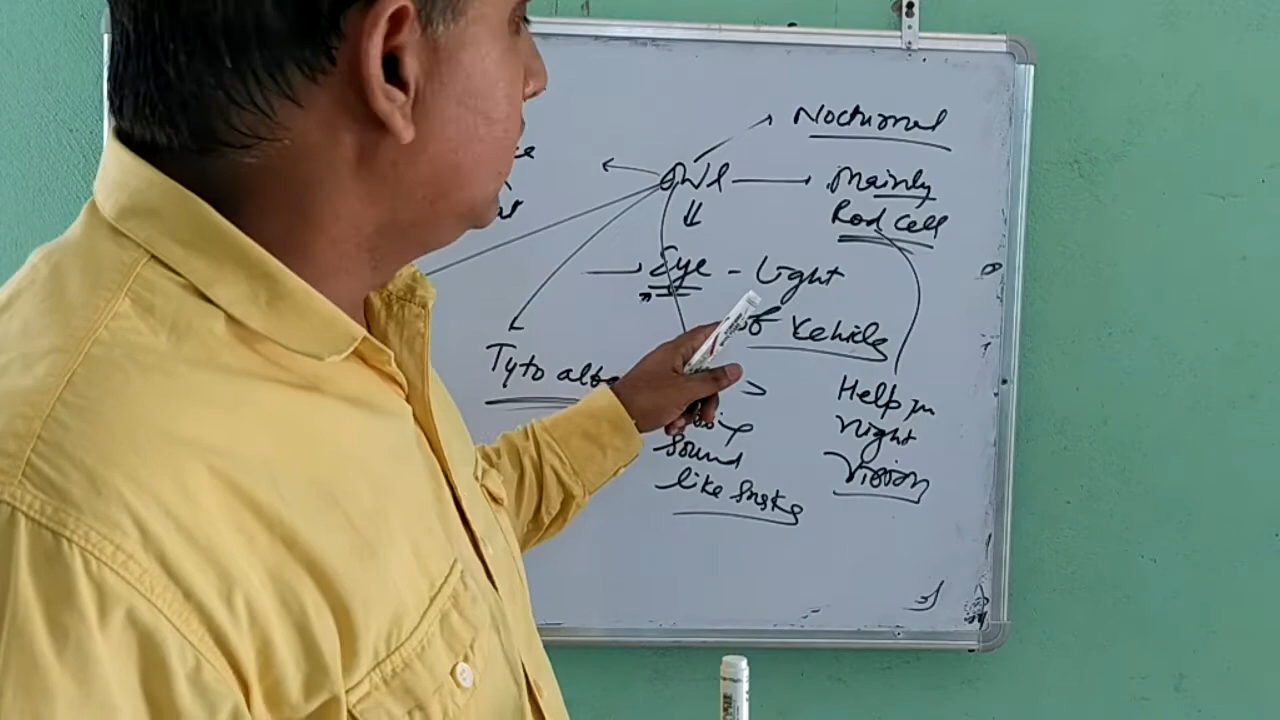 Nocturnal
Owl
Mainly
Rod Cell
Eye - Light
of Vehicle
Tyto alba
Help in
Night
Vision
Sound
like Snake